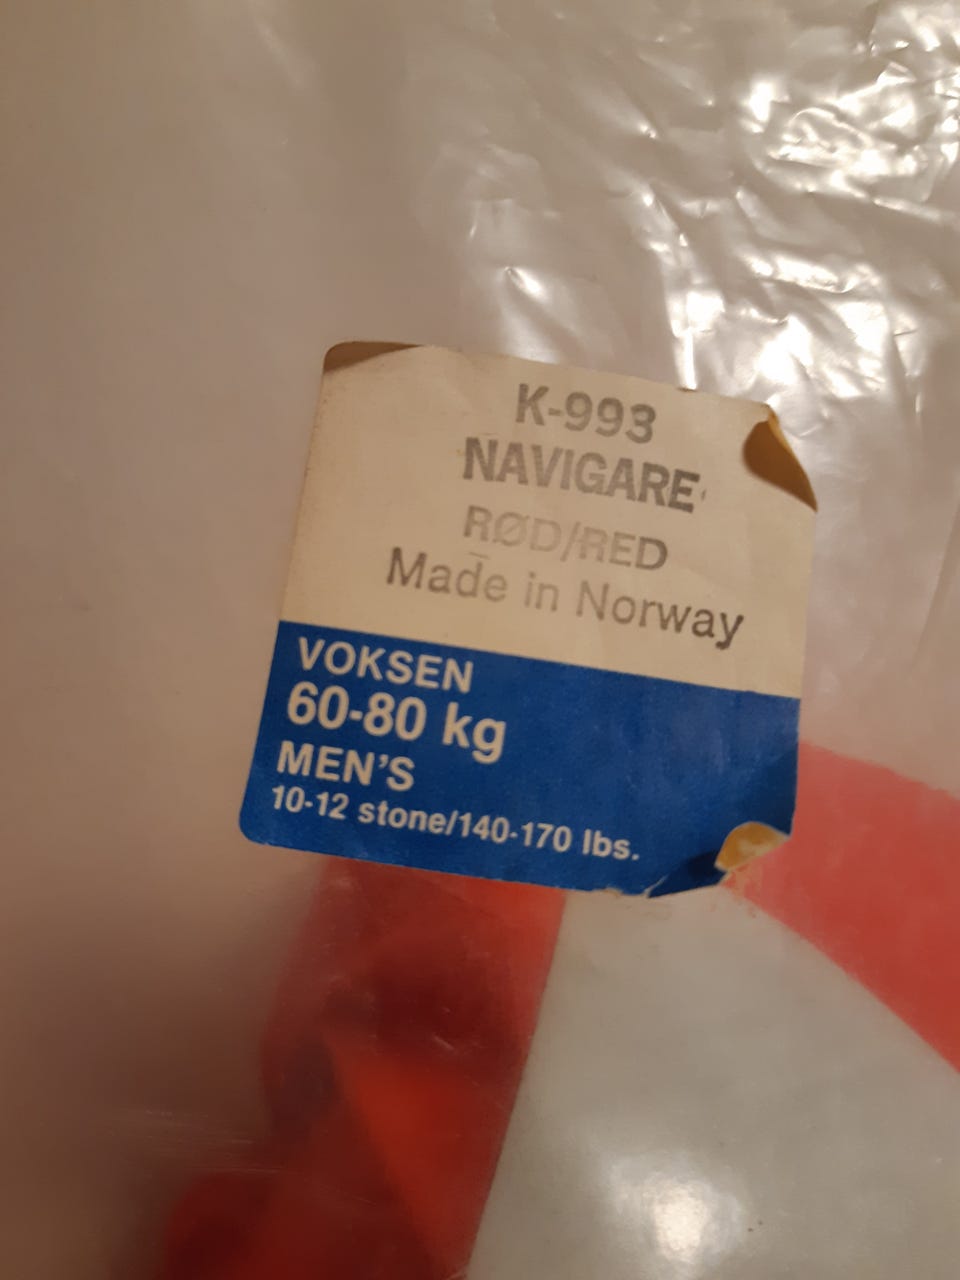 K-993
NAVIGARE
RØD/RED
Made in Norway
VOKSEN
60-80 kg
MEN'S
10-12 stone/140-170 lbs.